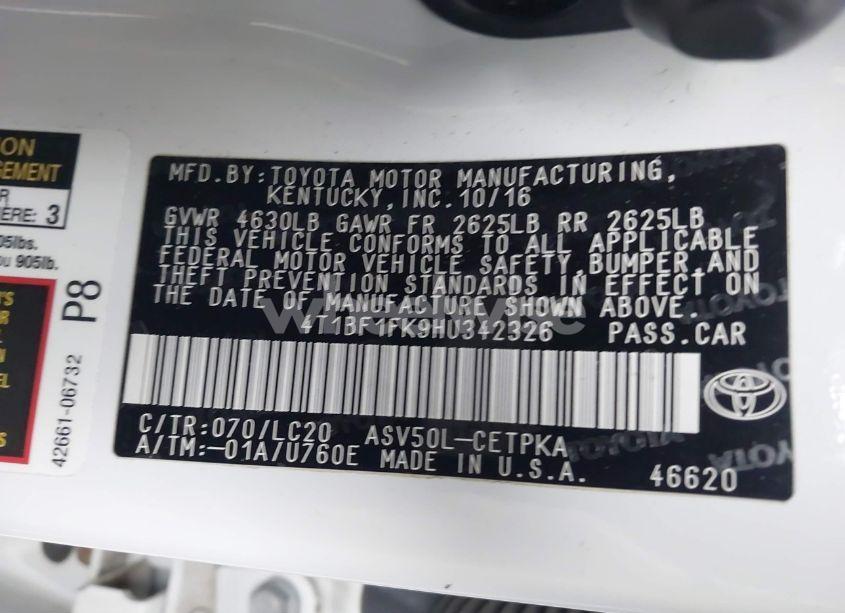 MFD.BY:TOYOTA MOTOR MANUFACTURING,
KENTUCKY,INC.10/16
GVWR 4630LB GAWR FR 2625LB RR 2625LB
THIS VEHICLE CONFORMS TO ALL APPLICABLE
FEDERAL MOTOR VEHICLE SAFETY,BUMPER,AND
THEFT PREVENTION STANDARDS IN EFFECT ON
THE DATE OF MANUFACTURE SHOWN ABOVE.
4T1BF1FK9HU342326 PASS.CAR
C/TR:070/LC20 ASV50L-CETPKA
A/TM:-01A/U760E MADE IN U.S.A.
46620
3
905lb.
P8
42661-06732
TOYOTA